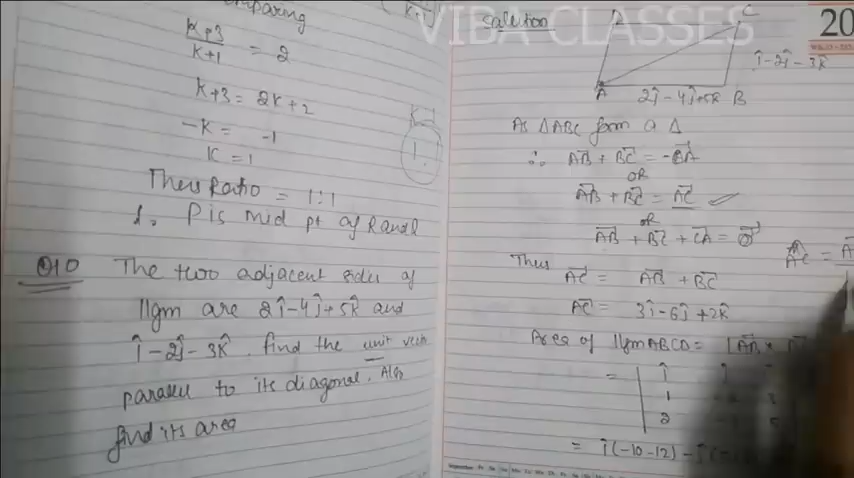 Comparing
K+3
K+1
= 2
K+3 = 2K+2
-K = -1
K = 1
Their Ratio = 1:1
P is mid pt of R and
Q10 The two adjacent sides of
||gm are 2î-4ĵ+5k̂ and
î-2ĵ-3k̂. find the unit
parallel to its diagonal. Also
find its area
VIBA CLASSES
Solution
20
D
C
î-2ĵ-3k̂
A
2î-4ĵ+5k̂
B
As ΔABC form a Δ
∴ AB + BC = -CA
OR
AB + BC = AC
OR
AB + BC + CA = 0
Thus
AC = AB + BC
AC = 3î-6ĵ+2k̂
AC =
Area of ||gm ABCD = |AB ×
= | î
1
2
= î(-10-12) - ĵ(